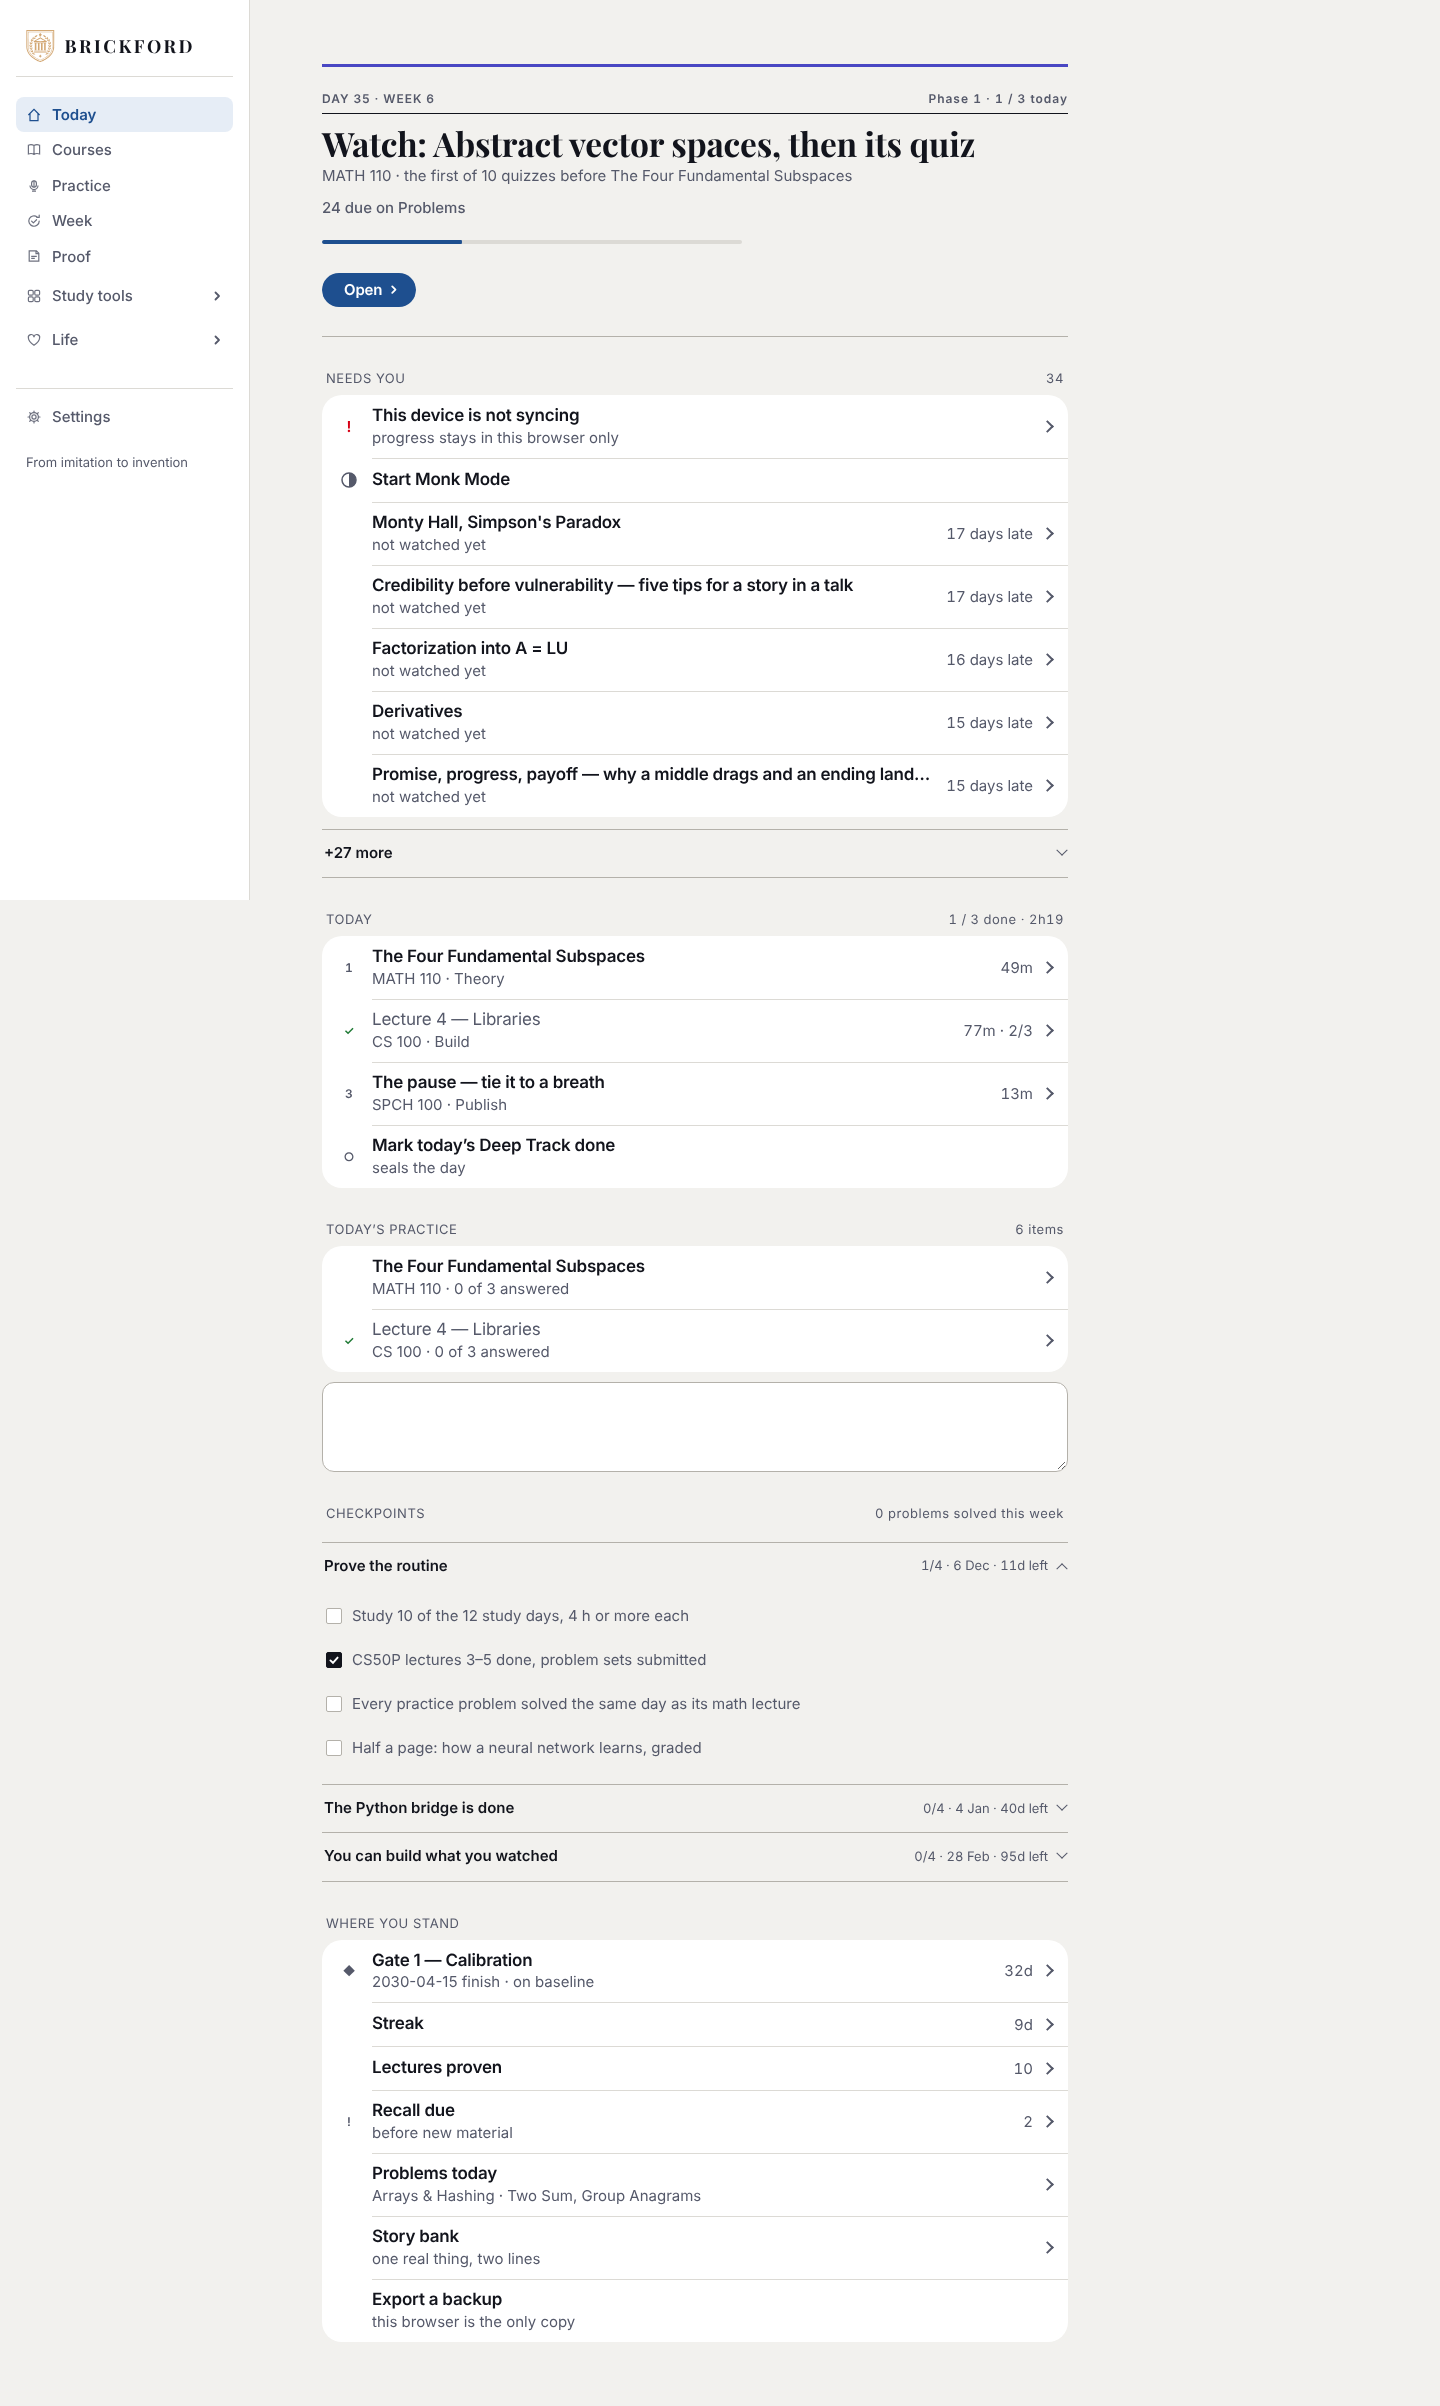 BRICKFORD
Today
Courses
Practice
Week
Proof
Study tools
Life
Settings
From imitation to invention
DAY 35 · WEEK 6
Phase 1 · 1 / 3 today
Watch: Abstract vector spaces, then its quiz
MATH 110 · the first of 10 quizzes before The Four Fundamental Subspaces
24 due on Problems
Open
NEEDS YOU
34
!
This device is not syncing
progress stays in this browser only
Start Monk Mode
Monty Hall, Simpson's Paradox
not watched yet
17 days late
Credibility before vulnerability — five tips for a story in a talk
not watched yet
17 days late
Factorization into A = LU
not watched yet
16 days late
Derivatives
not watched yet
15 days late
Promise, progress, payoff — why a middle drags and an ending land...
not watched yet
15 days late
+27 more
TODAY
1 / 3 done · 2h19
1
The Four Fundamental Subspaces
MATH 110 · Theory
49m
Lecture 4 — Libraries
CS 100 · Build
77m · 2/3
3
The pause — tie it to a breath
SPCH 100 · Publish
13m
Mark today’s Deep Track done
seals the day
TODAY’S PRACTICE
6 items
The Four Fundamental Subspaces
MATH 110 · 0 of 3 answered
Lecture 4 — Libraries
CS 100 · 0 of 3 answered
CHECKPOINTS
0 problems solved this week
Prove the routine
1/4 · 6 Dec · 11d left
Study 10 of the 12 study days, 4 h or more each
CS50P lectures 3–5 done, problem sets submitted
Every practice problem solved the same day as its math lecture
Half a page: how a neural network learns, graded
The Python bridge is done
0/4 · 4 Jan · 40d left
You can build what you watched
0/4 · 28 Feb · 95d left
WHERE YOU STAND
Gate 1 — Calibration
2030-04-15 finish · on baseline
32d
Streak
9d
Lectures proven
10
!
Recall due
before new material
2
Problems today
Arrays & Hashing · Two Sum, Group Anagrams
Story bank
one real thing, two lines
Export a backup
this browser is the only copy